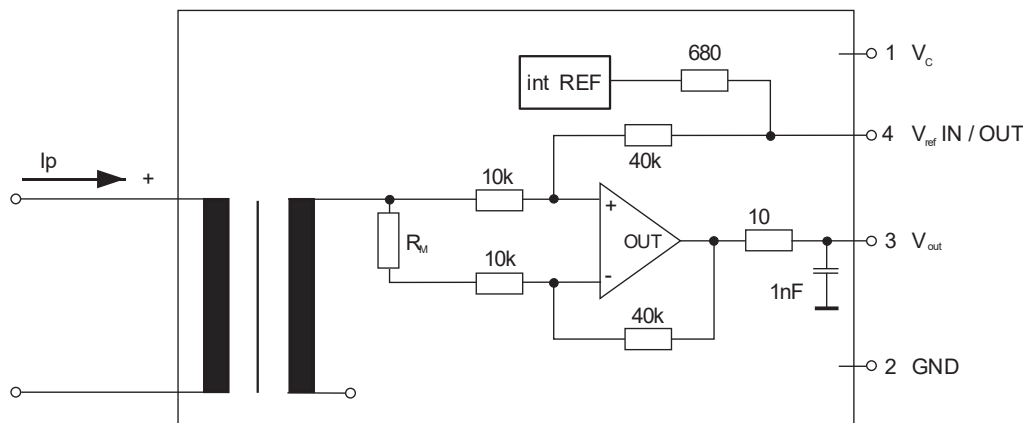 680
1 V_c
int REF
4 V_ref IN / OUT
40k
Ip
+
10k
+
10
R_M
OUT
3 V_out
10k
-
1nF
40k
2 GND